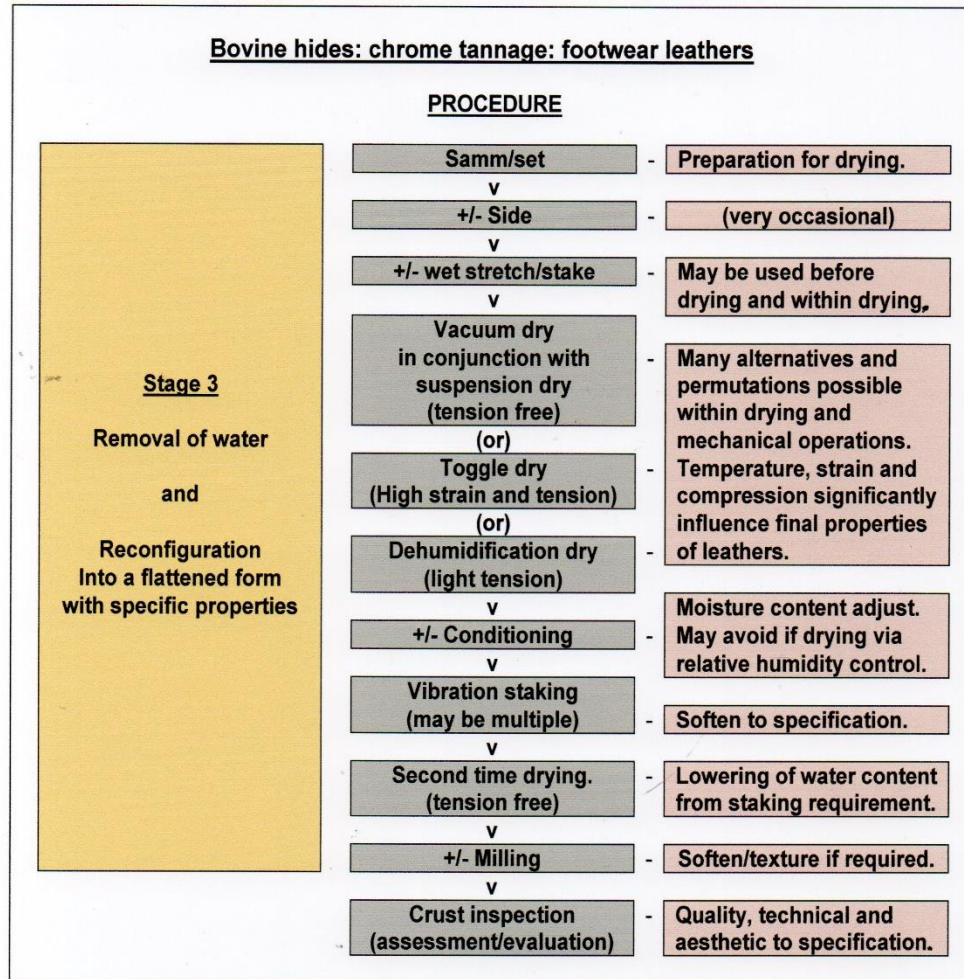 Bovine hides: chrome tannage: footwear leathers
PROCEDURE
Stage 3
Removal of water
and
Reconfiguration
Into a flattened form
with specific properties
Samm/set
-
Preparation for drying.
v
+/- Side
-
(very occasional)
v
+/- wet stretch/stake
-
May be used before
drying and within drying.
v
Vacuum dry
in conjunction with
suspension dry
(tension free)
-
Many alternatives and
permutations possible
within drying and
mechanical operations.
Temperature, strain and
compression significantly
influence final properties
of leathers.
(or)
Toggle dry
(High strain and tension)
-
(or)
Dehumidification dry
(light tension)
-
v
+/- Conditioning
-
Moisture content adjust.
May avoid if drying via
relative humidity control.
v
Vibration staking
(may be multiple)
-
Soften to specification.
v
Second time drying.
(tension free)
-
Lowering of water content
from staking requirement.
v
+/- Milling
-
Soften/texture if required.
v
Crust inspection
(assessment/evaluation)
-
Quality, technical and
aesthetic to specification.